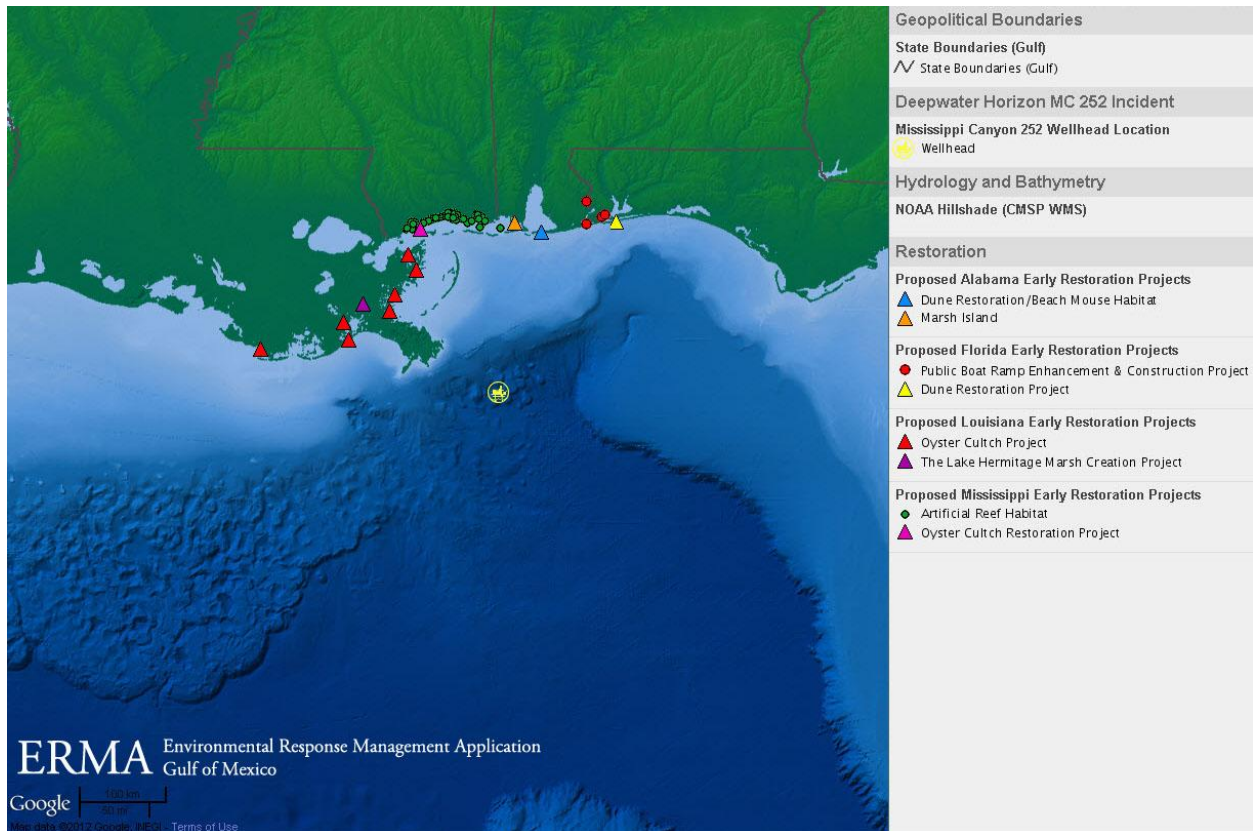 Geopolitical Boundaries
State Boundaries (Gulf)
State Boundaries (Gulf)
Deepwater Horizon MC 252 Incident
Mississippi Canyon 252 Wellhead Location
Wellhead
Hydrology and Bathymetry
NOAA Hillshade (CMSP WMS)
Restoration
Proposed Alabama Early Restoration Projects
Dune Restoration/Beach Mouse Habitat
Marsh Island
Proposed Florida Early Restoration Projects
Public Boat Ramp Enhancement & Construction Project
Dune Restoration Project
Proposed Louisiana Early Restoration Projects
Oyster Cultch Project
The Lake Hermitage Marsh Creation Project
Proposed Mississippi Early Restoration Projects
Artificial Reef Habitat
Oyster Cultch Restoration Project
ERMA Environmental Response Management Application
Gulf of Mexico
Google
100 km
50 mi
Map data ©2012 Google, INEGI - Terms of Use